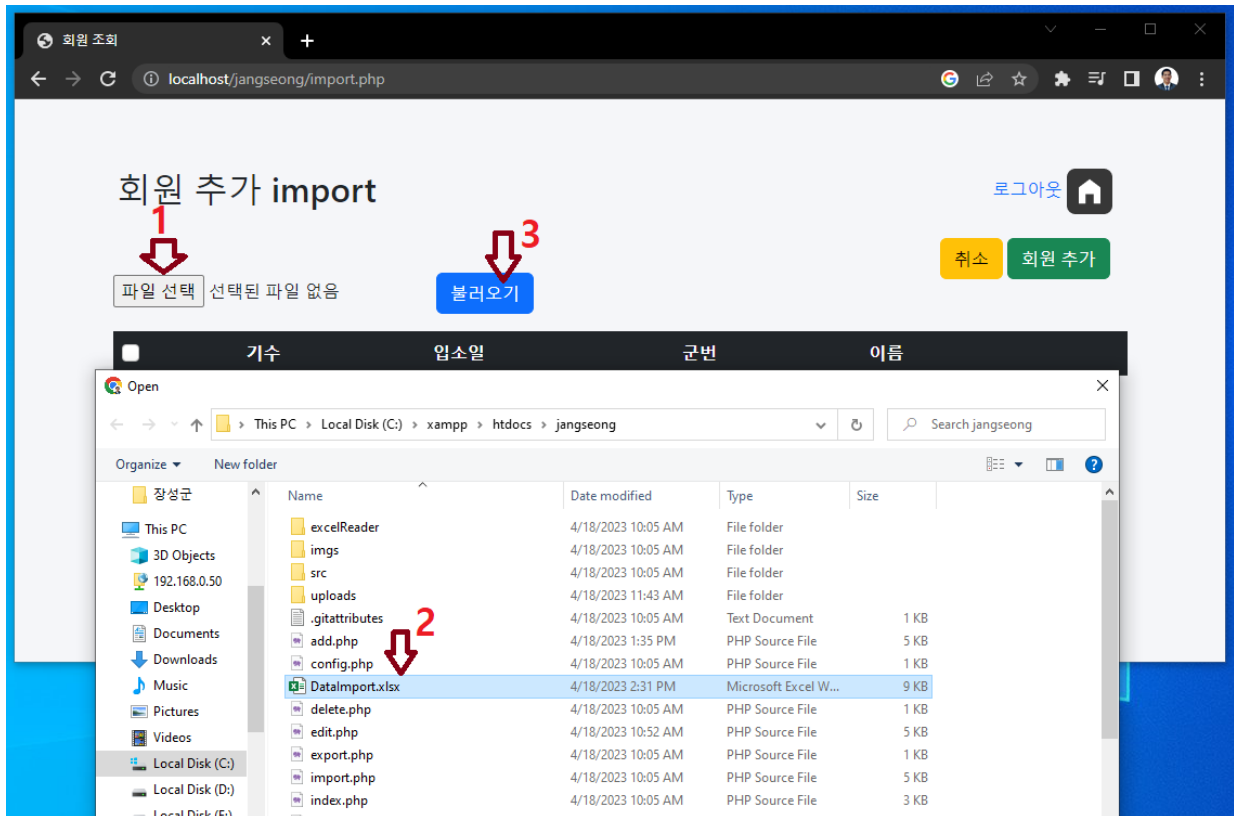 회원 조회
localhost/jangseong/import.php
회원 추가 import
로그아웃
1
3
취소 회원 추가
파일 선택 선택된 파일 없음 불러오기
기수 입소일 군번 이름
Open
This PC > Local Disk (C:) > xampp > htdocs > jangseong
Search jangseong
Organize New folder
장성군
This PC
3D Objects
192.168.0.50
Desktop
Documents
Downloads
Music
Pictures
Videos
Local Disk (C:)
Local Disk (D:)
Local Disk (E:)
Name Date modified Type Size
excelReader 4/18/2023 10:05 AM File folder
imgs 4/18/2023 10:05 AM File folder
src 4/18/2023 10:05 AM File folder
uploads 4/18/2023 11:43 AM File folder
.gitattributes 4/18/2023 10:05 AM Text Document 1 KB
2
add.php 4/18/2023 1:35 PM PHP Source File 5 KB
config.php 4/18/2023 10:05 AM PHP Source File 1 KB
DataImport.xlsx 4/18/2023 2:31 PM Microsoft Excel W... 9 KB
delete.php 4/18/2023 10:05 AM PHP Source File 1 KB
edit.php 4/18/2023 10:52 AM PHP Source File 5 KB
export.php 4/18/2023 10:05 AM PHP Source File 1 KB
import.php 4/18/2023 10:05 AM PHP Source File 5 KB
index.php 4/18/2023 10:05 AM PHP Source File 3 KB